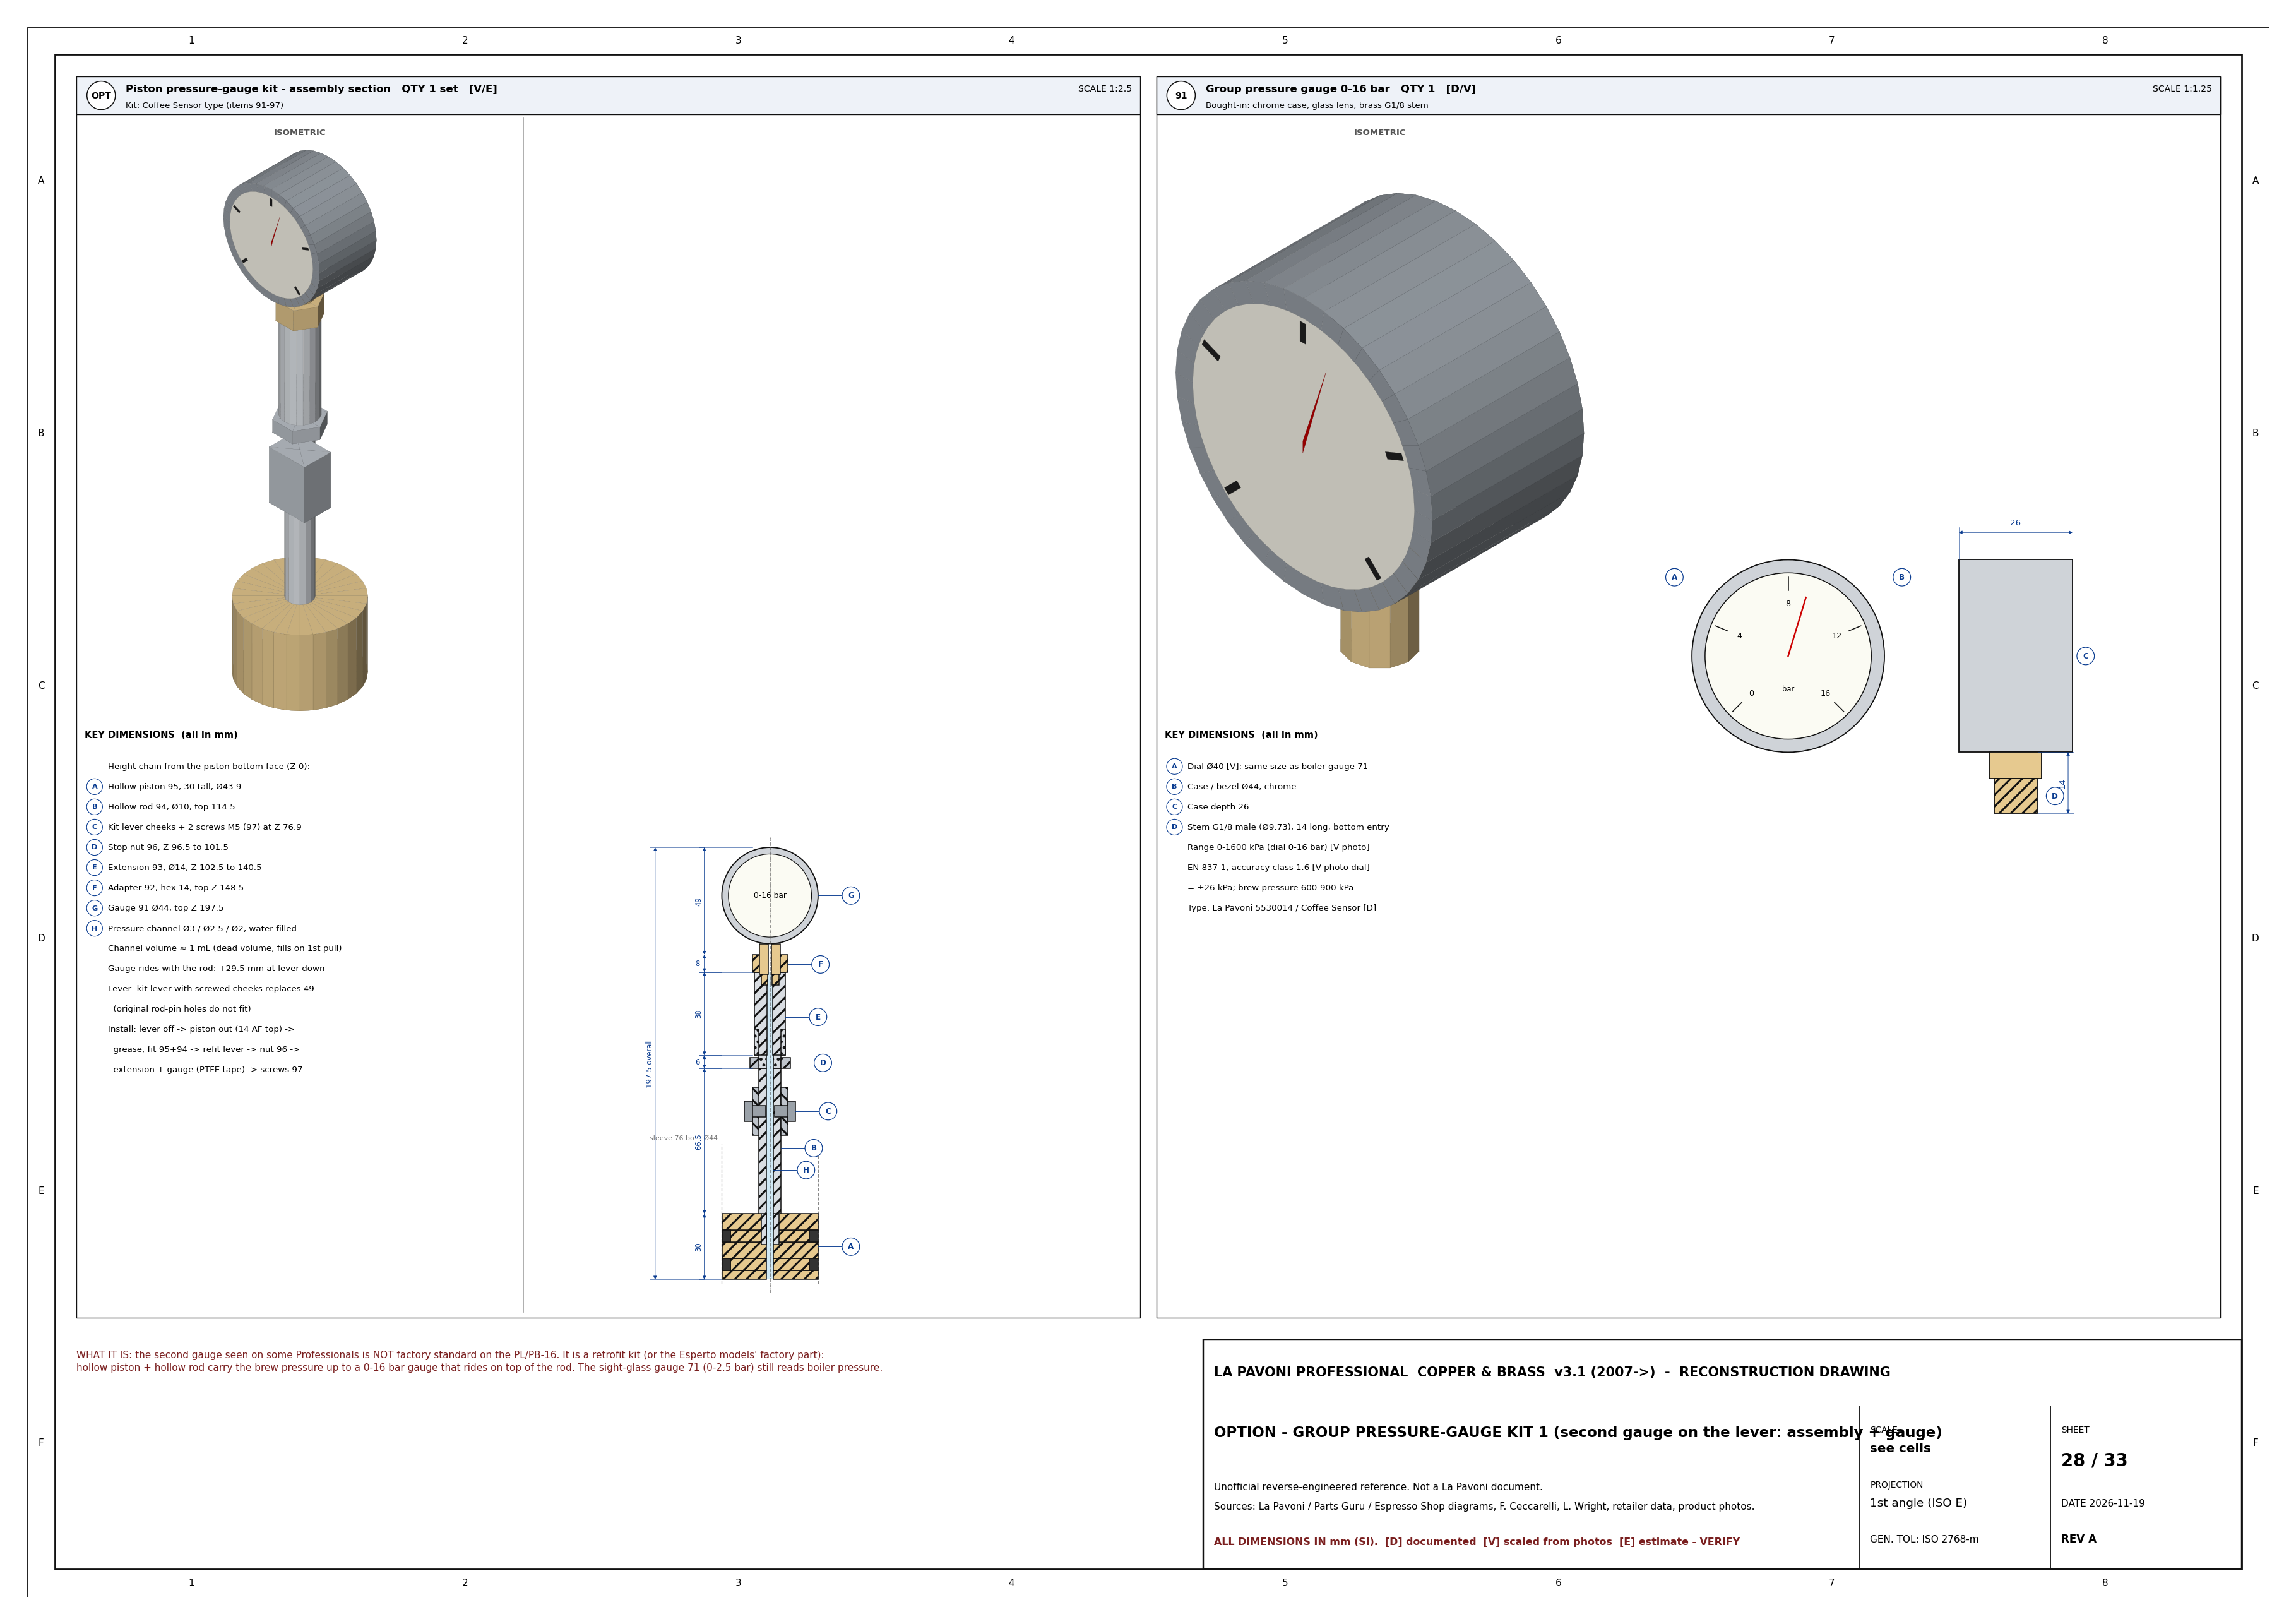 1 2 3 4 5 6 7 8
OPT
Piston pressure-gauge kit - assembly section QTY 1 set [V/E]
SCALE 1:2.5
Kit: Coffee Sensor type (items 91-97)
ISOMETRIC
KEY DIMENSIONS (all in mm)
Height chain from the piston bottom face (Z 0):
A Hollow piston 95, 30 tall, Ø43.9
B Hollow rod 94, Ø10, top 114.5
C Kit lever cheeks + 2 screws M5 (97) at Z 76.9
D Stop nut 96, Z 96.5 to 101.5
E Extension 93, Ø14, Z 102.5 to 140.5
F Adapter 92, hex 14, top Z 148.5
G Gauge 91 Ø44, top Z 197.5
H Pressure channel Ø3 / Ø2.5 / Ø2, water filled
Channel volume ≈ 1 mL (dead volume, fills on 1st pull)
Gauge rides with the rod: +29.5 mm at lever down
Lever: kit lever with screwed cheeks replaces 49
(original rod-pin holes do not fit)
Install: lever off -> piston out (14 AF top) ->
grease, fit 95+94 -> refit lever -> nut 96 ->
extension + gauge (PTFE tape) -> screws 97.
0-16 bar
G
49
8
F
38
E
6
D
197.5 overall
C
sleeve 76 Ø44
66.5
B
H
30
A
91
Group pressure gauge 0-16 bar QTY 1 [D/V]
SCALE 1:1.25
Bought-in: chrome case, glass lens, brass G1/8 stem
ISOMETRIC
KEY DIMENSIONS (all in mm)
A Dial Ø40 [V]: same size as boiler gauge 71
B Case / bezel Ø44, chrome
C Case depth 26
D Stem G1/8 male (Ø9.73), 14 long, bottom entry
Range 0-1600 kPa (dial 0-16 bar) [V photo]
EN 837-1, accuracy class 1.6 [V photo dial]
= ±26 kPa; brew pressure 600-900 kPa
Type: La Pavoni 5530014 / Coffee Sensor [D]
26
A
B
8
4 12
C
0 bar 16
14
D
A B C D E F
A B C D E F
WHAT IT IS: the second gauge seen on some Professionals is NOT factory standard on the PL/PB-16. It is a retrofit kit (or the Esperto models' factory part):
hollow piston + hollow rod carry the brew pressure up to a 0-16 bar gauge that rides on top of the rod. The sight-glass gauge 71 (0-2.5 bar) still reads boiler pressure.
LA PAVONI PROFESSIONAL COPPER & BRASS v3.1 (2007->) - RECONSTRUCTION DRAWING
OPTION - GROUP PRESSURE-GAUGE KIT 1 (second gauge on the lever: assembly + gauge)
SCALE
see cells
SHEET
28 / 33
Unofficial reverse-engineered reference. Not a La Pavoni document.
Sources: La Pavoni / Parts Guru / Espresso Shop diagrams, F. Ceccarelli, L. Wright, retailer data, product photos.
PROJECTION
1st angle (ISO E)
DATE 2026-11-19
ALL DIMENSIONS IN mm (SI). [D] documented [V] scaled from photos [E] estimate - VERIFY
GEN. TOL: ISO 2768-m
REV A
1 2 3 4 5 6 7 8